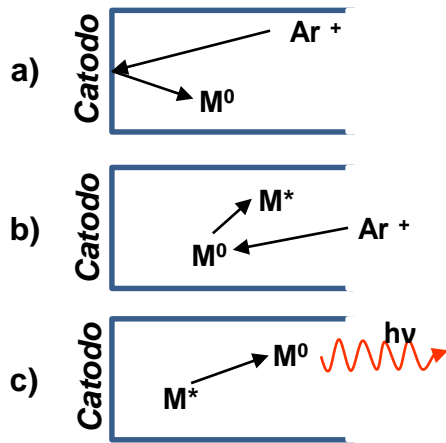 a)
Catodo
Ar +
M⁰
b)
Catodo
M*
M⁰
Ar +
c)
Catodo
M*
M⁰
hν